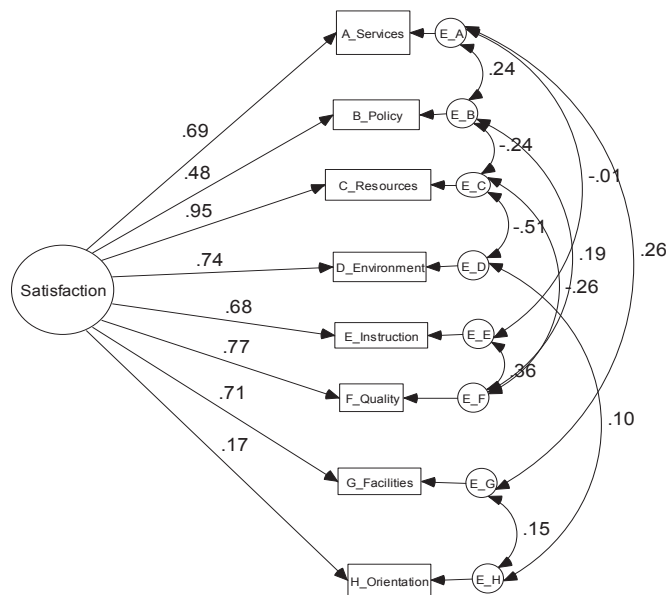 A_Services
E_A
.24
.69
B_Policy
E_B
.48
-.24
C_Resources
E_C
-.01
.95
-.51
.74
D_Environment
E_D
.19
.26
Satisfaction
-.26
.68
E_Instruction
E_E
.77
.36
F_Quality
E_F
.71
.10
.17
G_Facilities
E_G
.15
H_Orientation
E_H